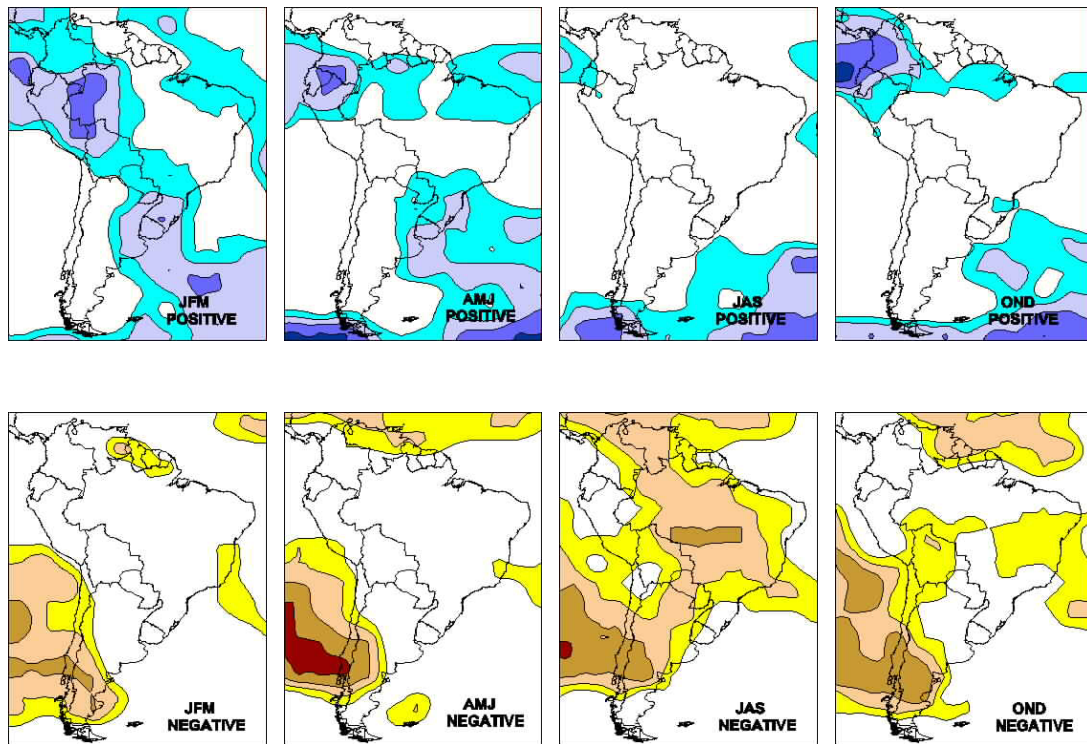 JFM
POSITIVE
AMJ
POSITIVE
JAS
POSITIVE
OND
POSITIVE
JFM
NEGATIVE
AMJ
NEGATIVE
JAS
NEGATIVE
OND
NEGATIVE